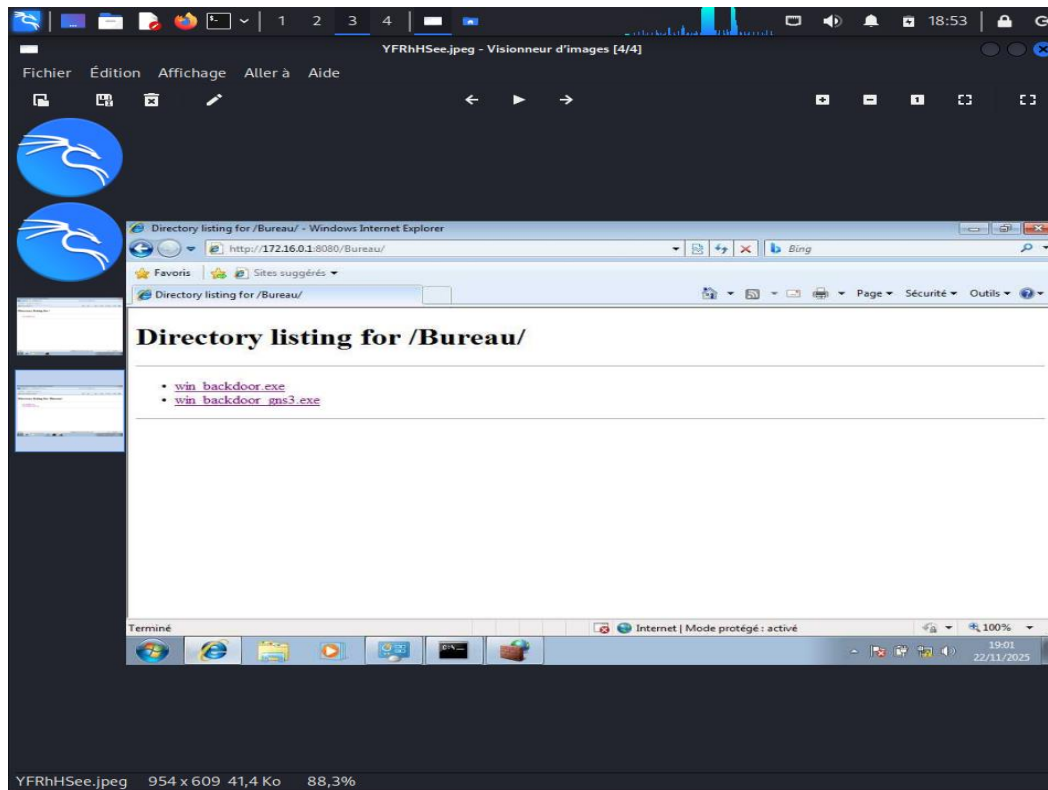 1 2 3 4 18:53
YFRhHSee.jpeg - Visionneur d'images [4/4]
Fichier Édition Affichage Aller à Aide
Directory listing for /Bureau/ - Windows Internet Explorer
http://172.16.0.1:8080/Bureau/ Bing
Favoris Sites suggérés
Directory listing for /Bureau/ Page Sécurité Outils
Directory listing for /Bureau/
win_backdoor.exe
win_backdoor_gns3.exe
Terminé Internet | Mode protégé : activé 100%
19:01
22/11/2025
YFRhHSee.jpeg 954 x 609 41,4 Ko 88,3%